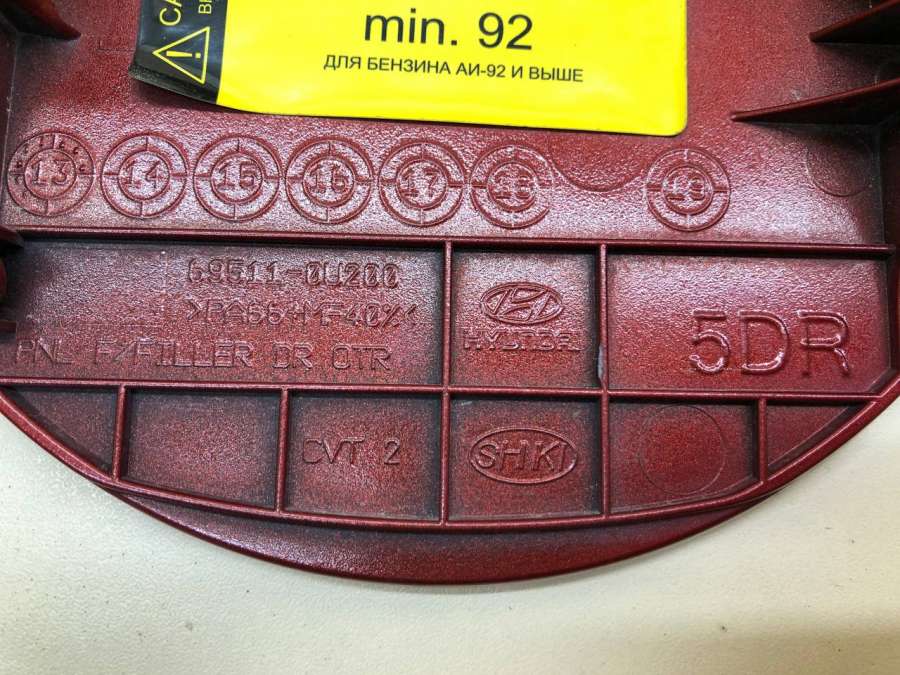 min. 92
ДЛЯ БЕНЗИНА АИ-92 И ВЫШЕ
13 14 15 16 17 18 19
69511-0U200
HYUNDAI
5DR
PNL F/FILLER DR OTR
CVT 2
SHKI